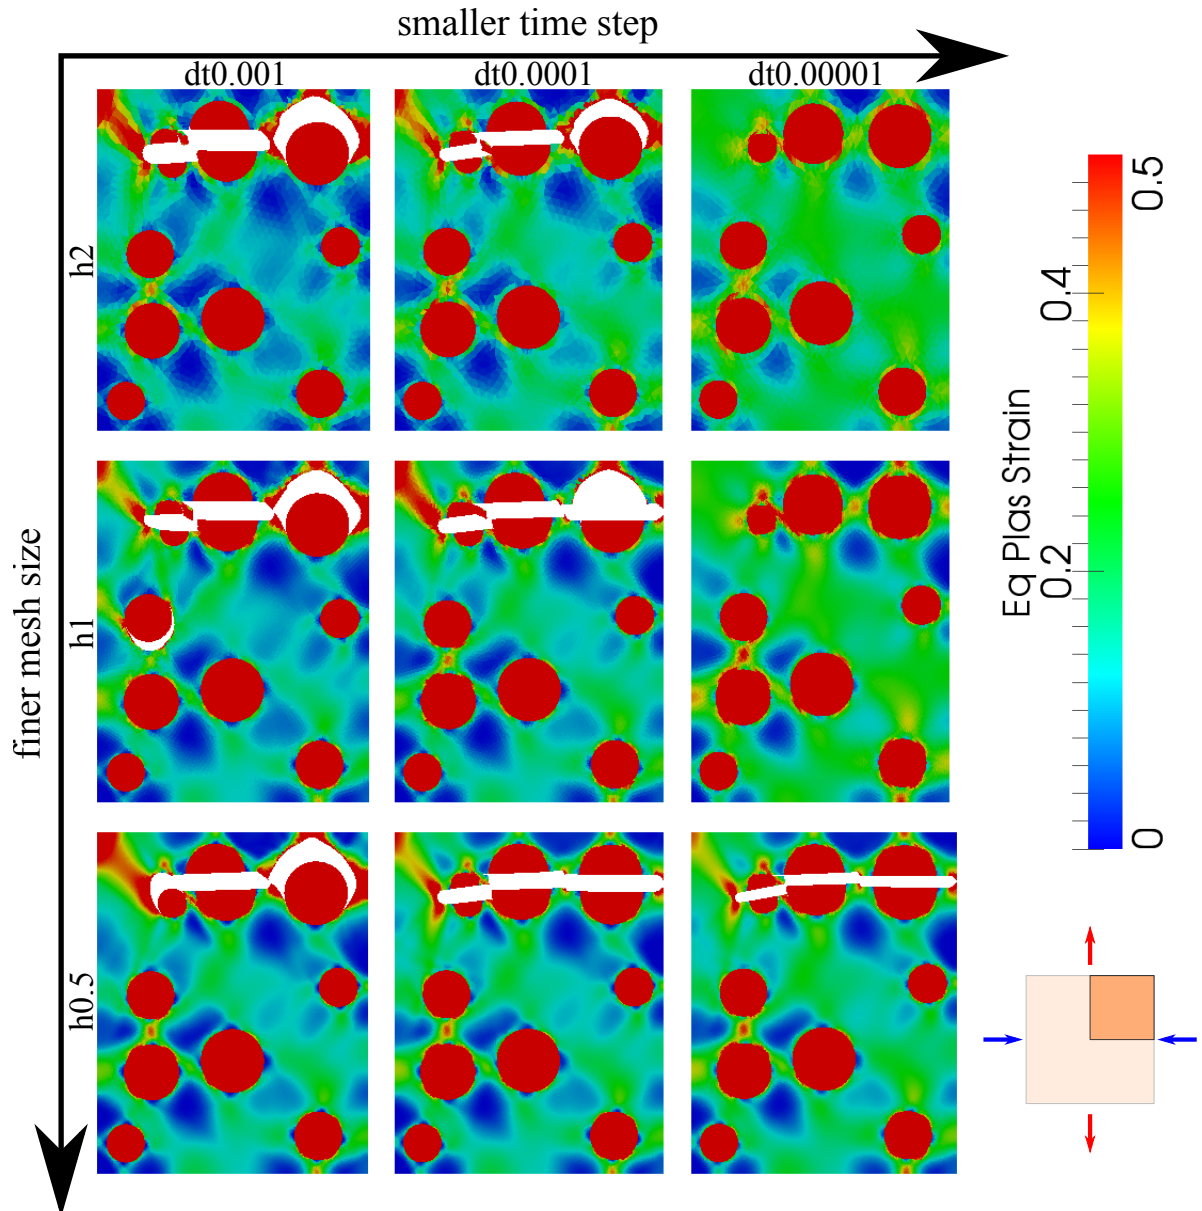 smaller time step
dt0.001 dt0.0001 dt0.00001
finer mesh size
h2
h1
h0.5
Eq Plas Strain
0.5
0.4
0.2
0